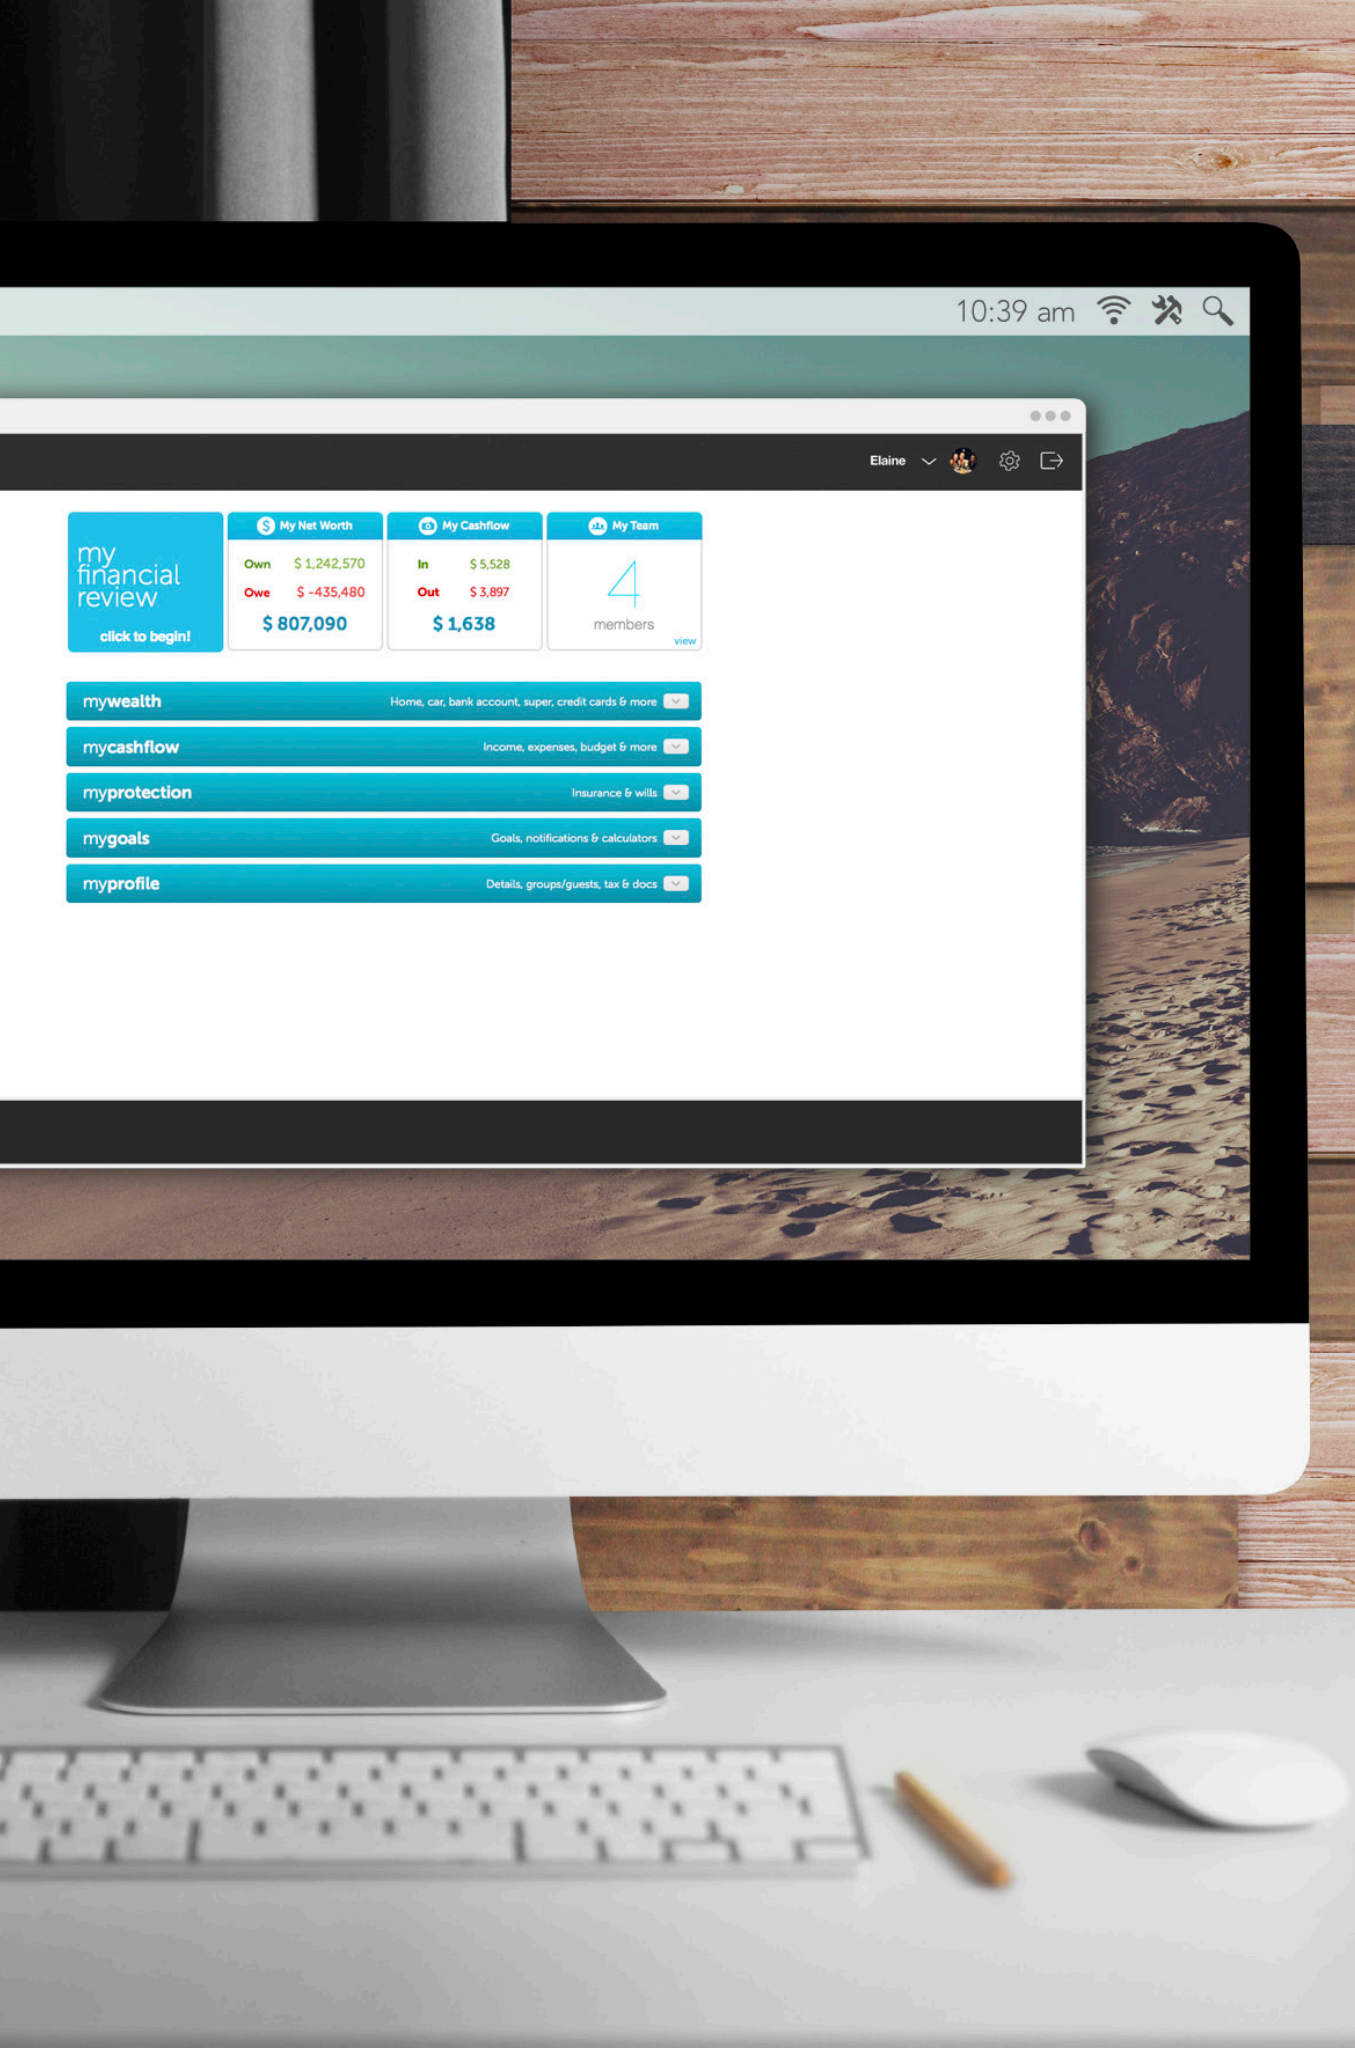 10:39 am
Elaine
my
financial
review
click to begin!
My Net Worth
Own $ 1,242,570
Owe $ -435,480
$ 807,090
My Cashflow
In $ 5,528
Out $ 3,897
$ 1,638
My Team
4
members
view
mywealth Home, car, bank account, super, credit cards & more
mycashflow Income, expenses, budget & more
myprotection Insurance & wills
mygoals Goals, notifications & calculators
myprofile Details, groups/guests, tax & docs